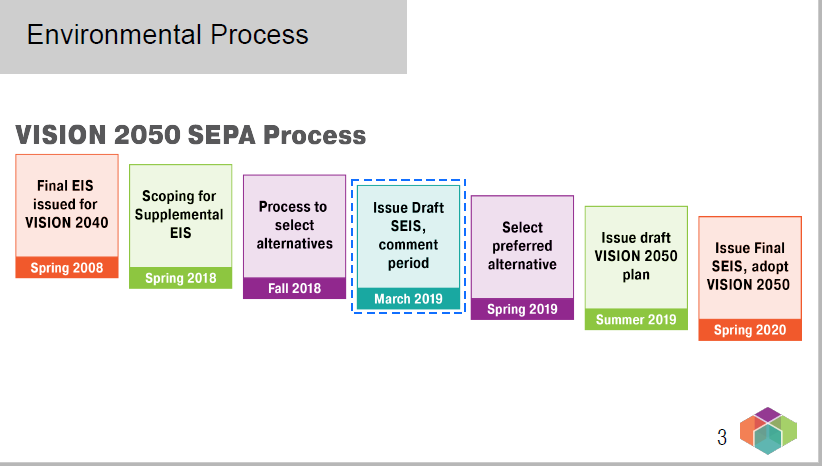 Environmental Process
VISION 2050 SEPA Process
Final EIS
issued for
VISION 2040
Spring 2008
Scoping for
Supplemental
EIS
Spring 2018
Process to
select
alternatives
Fall 2018
Issue Draft
SEIS,
comment
period
March 2019
Select
preferred
alternative
Spring 2019
Issue draft
VISION 2050
plan
Summer 2019
Issue Final
SEIS, adopt
VISION 2050
Spring 2020
3